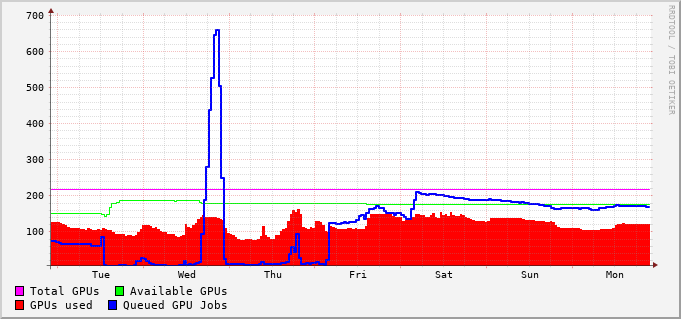 700
600
500
400
300
200
100
Tue Wed Thu Fri Sat Sun Mon
Total GPUs Available GPUs
GPUs used Queued GPU Jobs
RRDTOOL / TOBI OETIKER